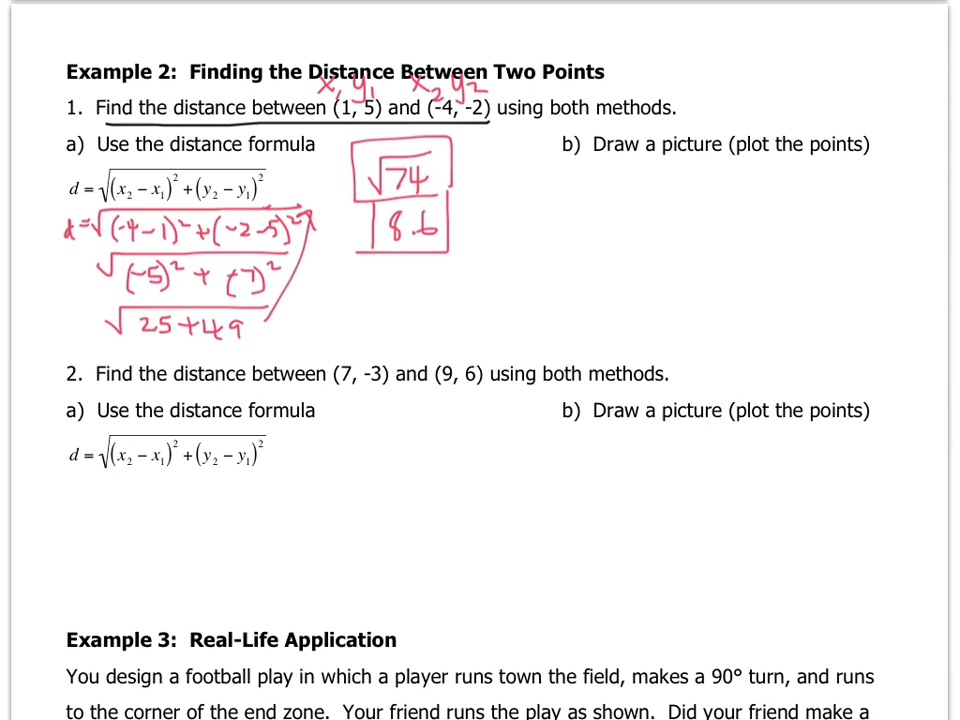 Example 2:  Finding the Distance Between Two Points
x₁ y₁ x₂ y₂
1.  Find the distance between (1, 5) and (-4, -2) using both methods.
a)  Use the distance formula
b)  Draw a picture (plot the points)
d = √(x₂ − x₁)² + (y₂ − y₁)²
d = √(-4 - 1)² + (-2 - 5)²
√(-5)² + (-7)²
√25 + 49
√74
8.6
2.  Find the distance between (7, -3) and (9, 6) using both methods.
a)  Use the distance formula
b)  Draw a picture (plot the points)
d = √(x₂ − x₁)² + (y₂ − y₁)²
Example 3:  Real-Life Application
You design a football play in which a player runs town the field, makes a 90° turn, and runs
to the corner of the end zone.  Your friend runs the play as shown.  Did your friend make a